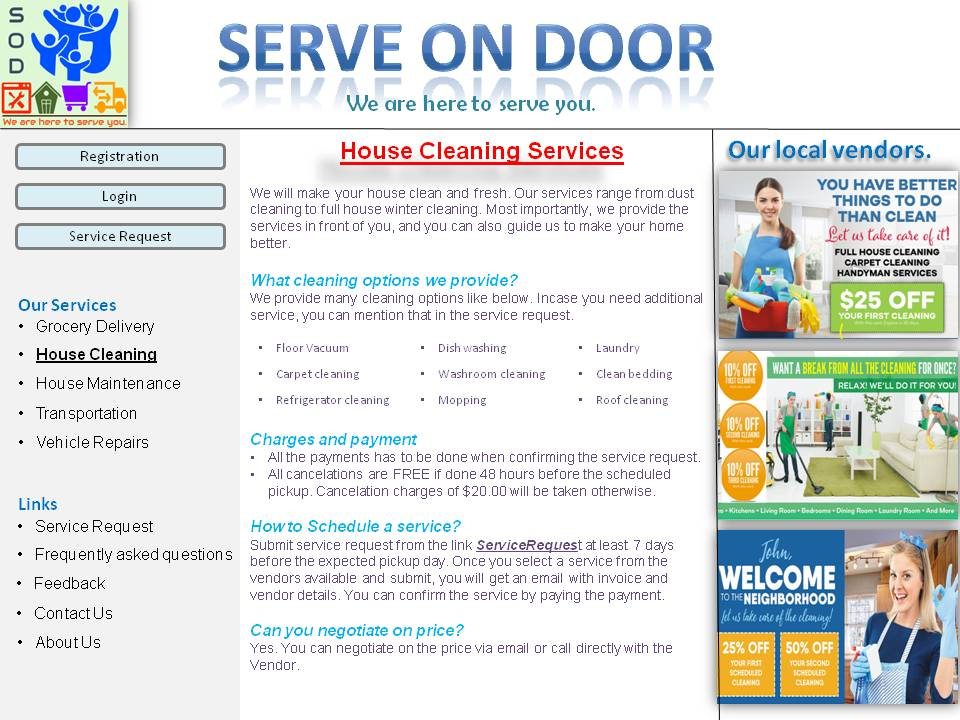 S
O
D
We are here to serve you.
SERVE ON DOOR
We are here to serve you.
Registration
Login
Service Request
Our Services
• Grocery Delivery
• House Cleaning
• House Maintenance
• Transportation
• Vehicle Repairs
Links
• Service Request
• Frequently asked questions
• Feedback
• Contact Us
• About Us
House Cleaning Services
We will make your house clean and fresh. Our services range from dust
cleaning to full house winter cleaning. Most importantly, we provide the
services in front of you, and you can also guide us to make your home
better.
What cleaning options we provide?
We provide many cleaning options like below. Incase you need additional
service, you can mention that in the service request.
• Floor Vacuum • Dish washing • Laundry
• Carpet cleaning • Washroom cleaning • Clean bedding
• Refrigerator cleaning • Mopping • Roof cleaning
Charges and payment
• All the payments has to be done when confirming the service request.
• All cancelations are FREE if done 48 hours before the scheduled
pickup. Cancelation charges of $20.00 will be taken otherwise.
How to Schedule a service?
Submit service request from the link ServiceRequest at least 7 days
before the expected pickup day. Once you select a service from the
vendors available and submit, you will get an email with invoice and
vendor details. You can confirm the service by paying the payment.
Can you negotiate on price?
Yes. You can negotiate on the price via email or call directly with the
Vendor.
Our local vendors.
YOU HAVE BETTER
THINGS TO DO
THAN CLEAN
Let us take care of it!
FULL HOUSE CLEANING
CARPET CLEANING
HANDYMAN SERVICES
$25 OFF
YOUR FIRST CLEANING
WANT A BREAK FROM ALL THE CLEANING FOR ONCE?
RELAX! WE'LL DO IT FOR YOU!
10% OFF
FIRST CLEANING
10% OFF
SECOND CLEANING
10% OFF
THIRD CLEANING
• Kitchens • Living Room • Bedrooms • Dining Room • Laundry Room • And More
John,
WELCOME
TO THE NEIGHBORHOOD
let us take care of the cleaning!
25% OFF
YOUR FIRST
SCHEDULED
CLEANING
50% OFF
YOUR SECOND
SCHEDULED
CLEANING